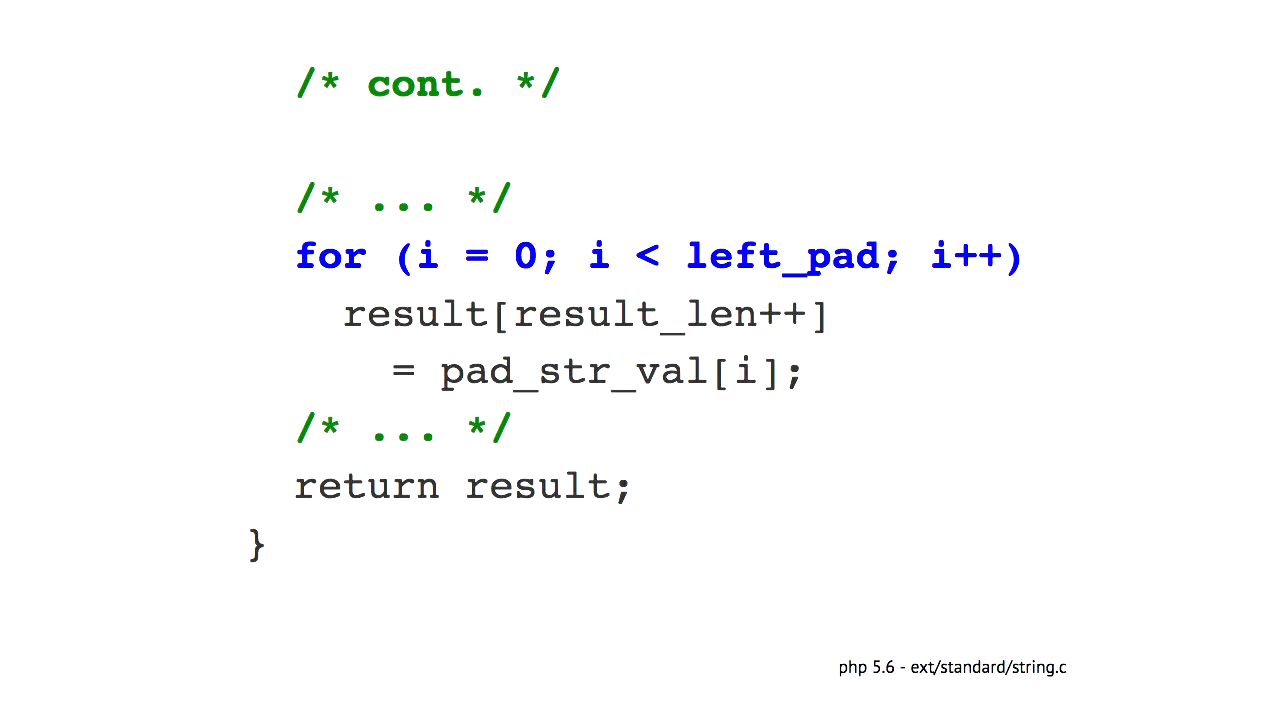 /* cont. */
/* ... */
for (i = 0; i < left_pad; i++)
result[result_len++]
= pad_str_val[i];
/* ... */
return result;
}
php 5.6 - ext/standard/string.c